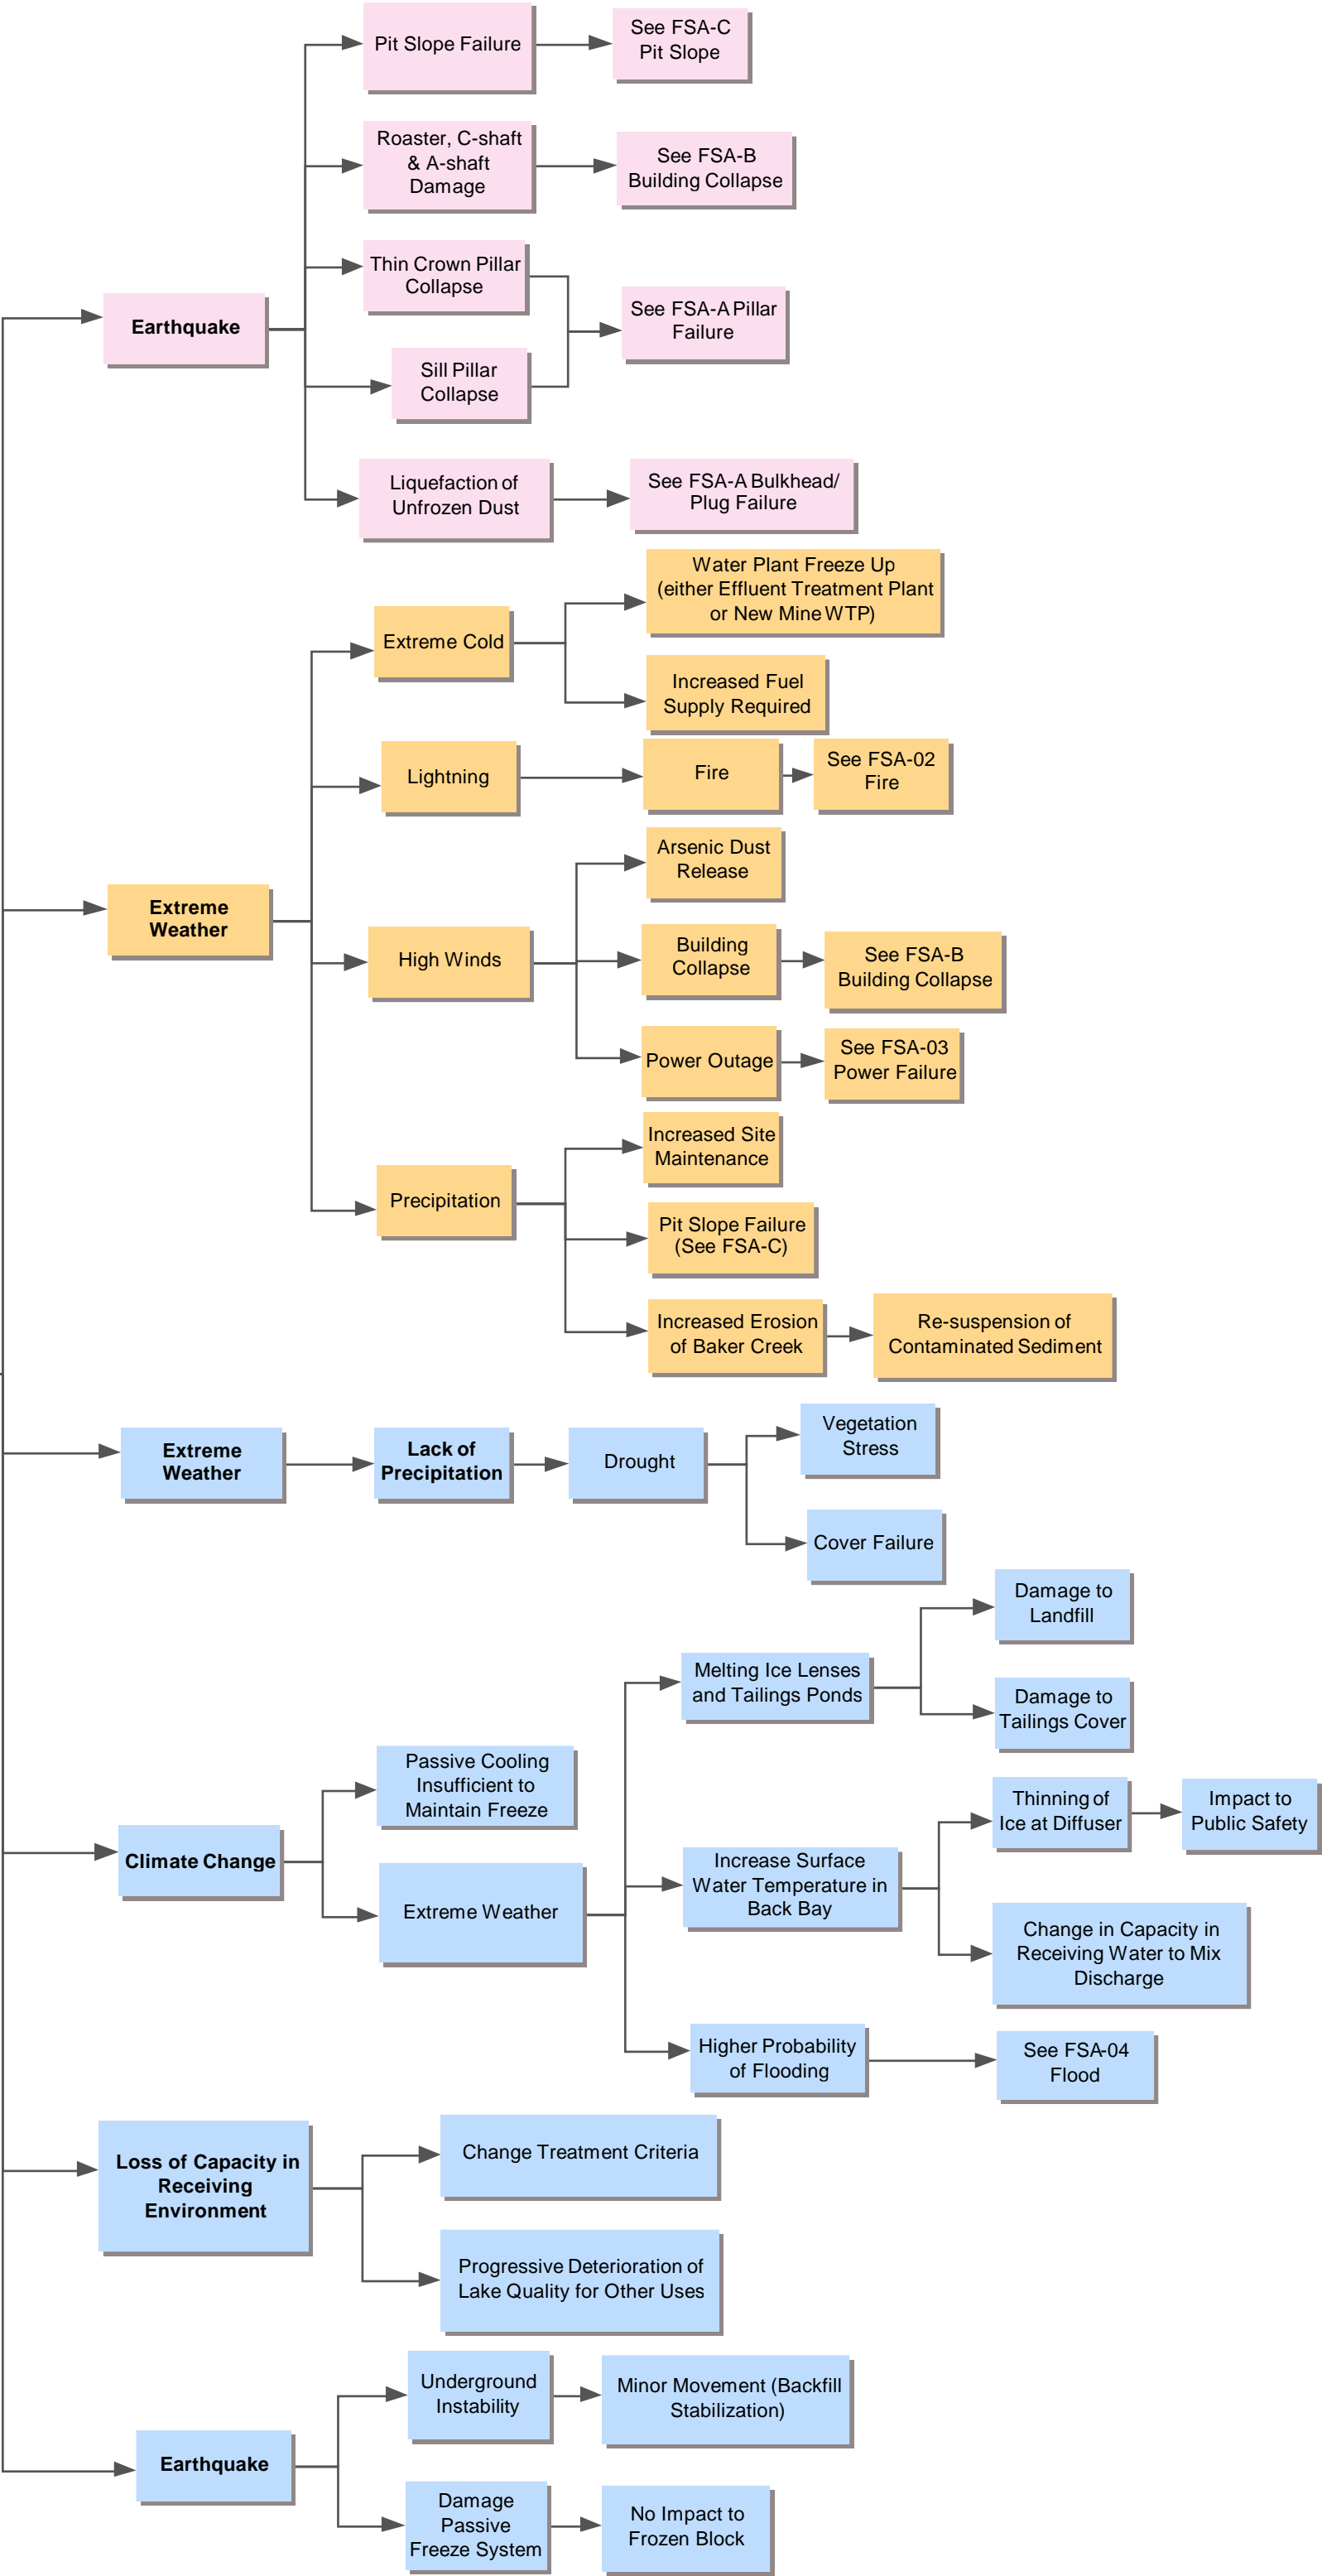 Pit Slope Failure
See FSA-C
Pit Slope
Roaster, C-shaft
& A-shaft
Damage
See FSA-B
Building Collapse
Thin Crown Pillar
Collapse
See FSA-A Pillar
Failure
Earthquake
Sill Pillar
Collapse
Liquefaction of
Unfrozen Dust
See FSA-A Bulkhead/
Plug Failure
Water Plant Freeze Up
(either Effluent Treatment Plant
or New Mine WTP)
Extreme Cold
Increased Fuel
Supply Required
Lightning
Fire
See FSA-02
Fire
Arsenic Dust
Release
Extreme
Weather
High Winds
Building
Collapse
See FSA-B
Building Collapse
Power Outage
See FSA-03
Power Failure
Increased Site
Maintenance
Precipitation
Pit Slope Failure
(See FSA-C)
Increased Erosion
of Baker Creek
Re-suspension of
Contaminated Sediment
Extreme
Weather
Lack of
Precipitation
Drought
Vegetation
Stress
Cover Failure
Damage to
Landfill
Melting Ice Lenses
and Tailings Ponds
Damage to
Tailings Cover
Passive Cooling
Insufficient to
Maintain Freeze
Thinning of
Ice at Diffuser
Impact to
Public Safety
Climate Change
Extreme Weather
Increase Surface
Water Temperature in
Back Bay
Change in Capacity in
Receiving Water to Mix
Discharge
Higher Probability
of Flooding
See FSA-04
Flood
Loss of Capacity in
Receiving
Environment
Change Treatment Criteria
Progressive Deterioration of
Lake Quality for Other Uses
Underground
Instability
Minor Movement (Backfill
Stabilization)
Earthquake
Damage
Passive
Freeze System
No Impact to
Frozen Block